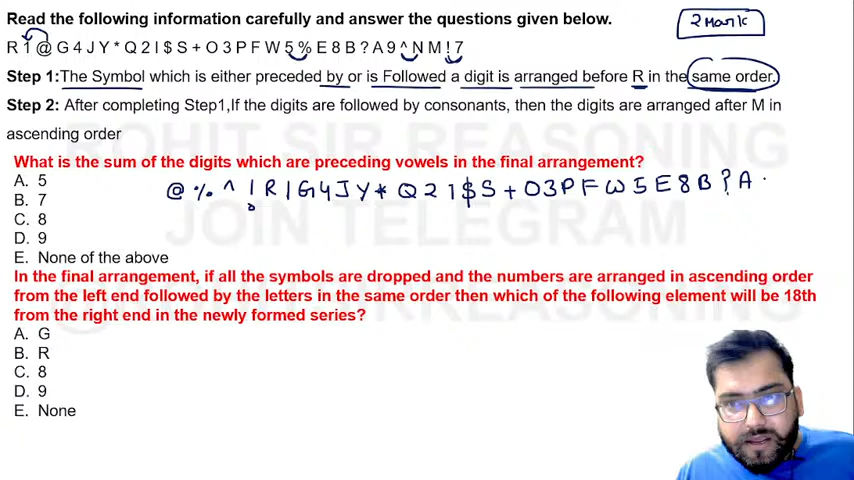 Read the following information carefully and answer the questions given below.
2 Mark
R 1 @ G 4 J Y * Q 2 I $ S + O 3 P F W 5 % E 8 B ? A 9 ^ N M ! 7
Step 1:The Symbol which is either preceded by or is Followed a digit is arranged before R in the same order.
Step 2: After completing Step1,If the digits are followed by consonants, then the digits are arranged after M in
ascending order
ROHIT SIR REASONING
What is the sum of the digits which are preceding vowels in the final arrangement?
A. 5
@ % ^ ! R 1 G 4 J Y * Q 2 I $ S + O 3 P F W 5 E 8 B ? A
B. 7
C. 8
JOIN TELEGRAM
D. 9
E. None of the above
In the final arrangement, if all the symbols are dropped and the numbers are arranged in ascending order
from the left end followed by the letters in the same order then which of the following element will be 18th
from the right end in the newly formed series?
A. G
B. R
C. 8
D. 9
E. None